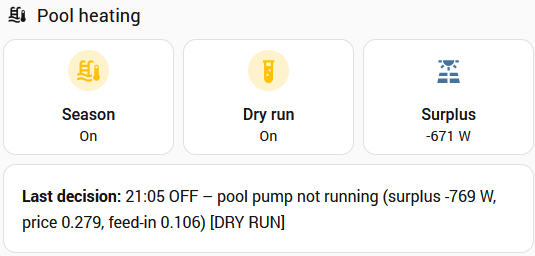 Pool heating
Season
On
Dry run
On
Surplus
-671 W
Last decision: 21:05 OFF – pool pump not running (surplus -769 W,
price 0.279, feed-in 0.106) [DRY RUN]